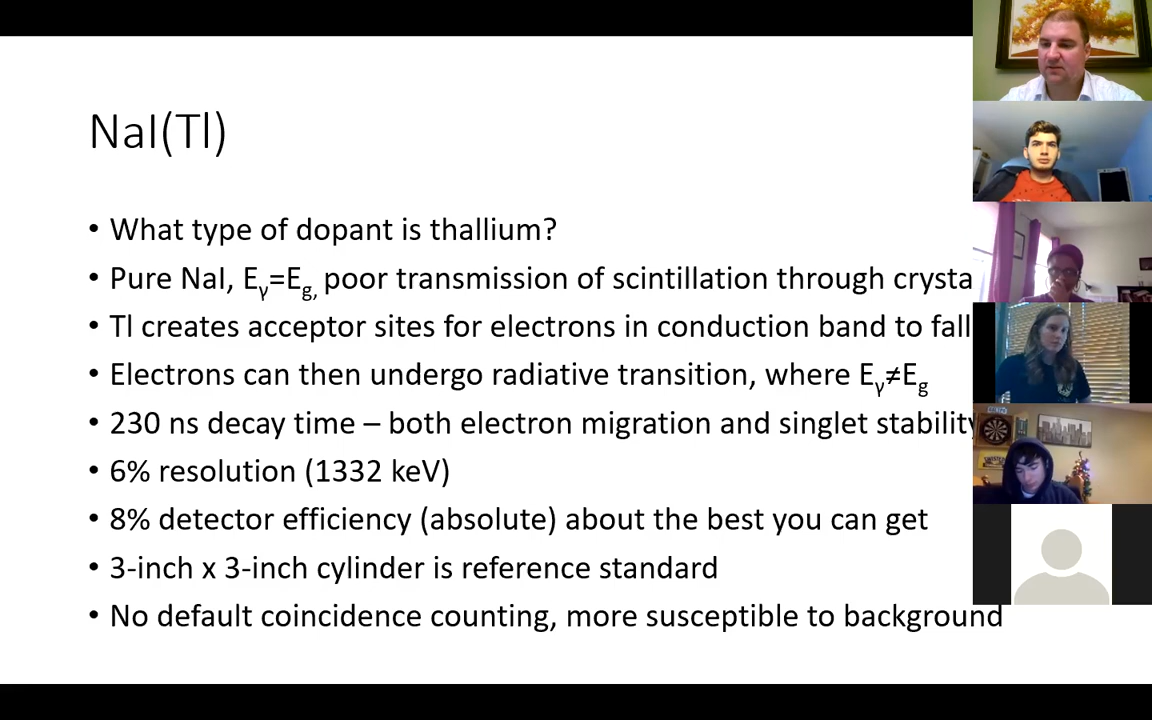 NaI(Tl)
• What type of dopant is thallium?
• Pure NaI, Eγ=Eg, poor transmission of scintillation through crysta
• Tl creates acceptor sites for electrons in conduction band to fall
• Electrons can then undergo radiative transition, where Eγ≠Eg
• 230 ns decay time – both electron migration and singlet stability
• 6% resolution (1332 keV)
• 8% detector efficiency (absolute) about the best you can get
• 3-inch x 3-inch cylinder is reference standard
• No default coincidence counting, more susceptible to background